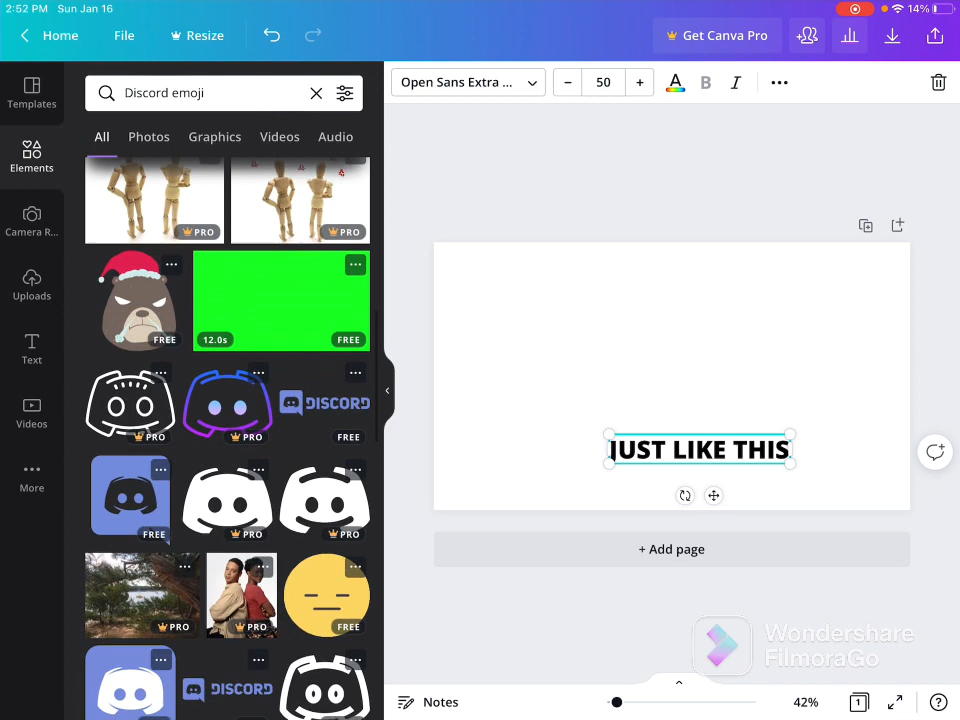 2:52 PM Sun Jan 16
14%
Home
File
Resize
Get Canva Pro
Templates
Elements
Camera R...
Uploads
Text
Videos
More
Discord emoji
All
Photos
Graphics
Videos
Audio
PRO
PRO
FREE
12.0s
FREE
PRO
PRO
DISCORD
FREE
FREE
PRO
PRO
PRO
PRO
FREE
DISCORD
Open Sans Extra ...
50
A
B
I
JUST LIKE THIS
+ Add page
Wondershare
FilmoraGo
Notes
42%
1